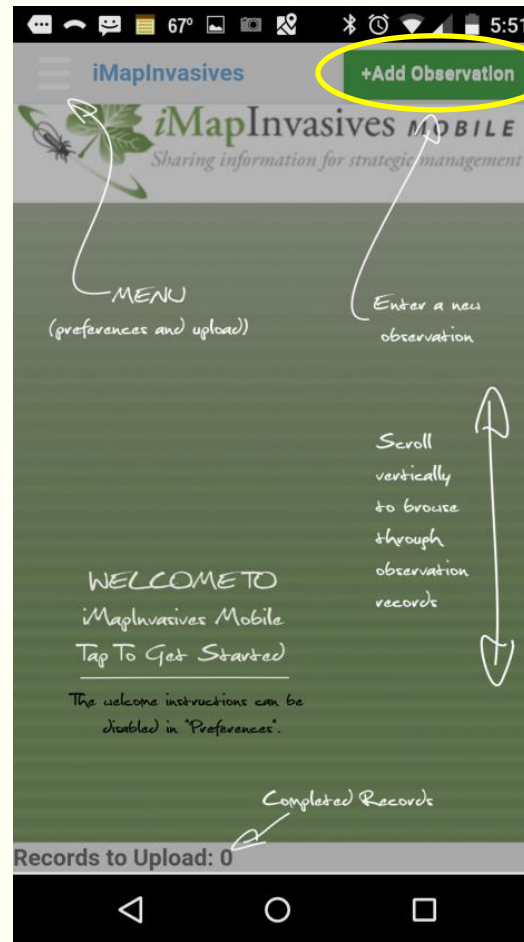 67° 5:51
iMapInvasives +Add Observation
iMapInvasives MOBILE
Sharing information for strategic management
MENU
(preferences and upload))
Enter a new
observation
Scroll
vertically
to browse
through
observation
records
WELCOME TO
iMapInvasives Mobile
Tap To Get Started
The welcome instructions can be
disabled in "Preferences".
Completed Records
Records to Upload: 0